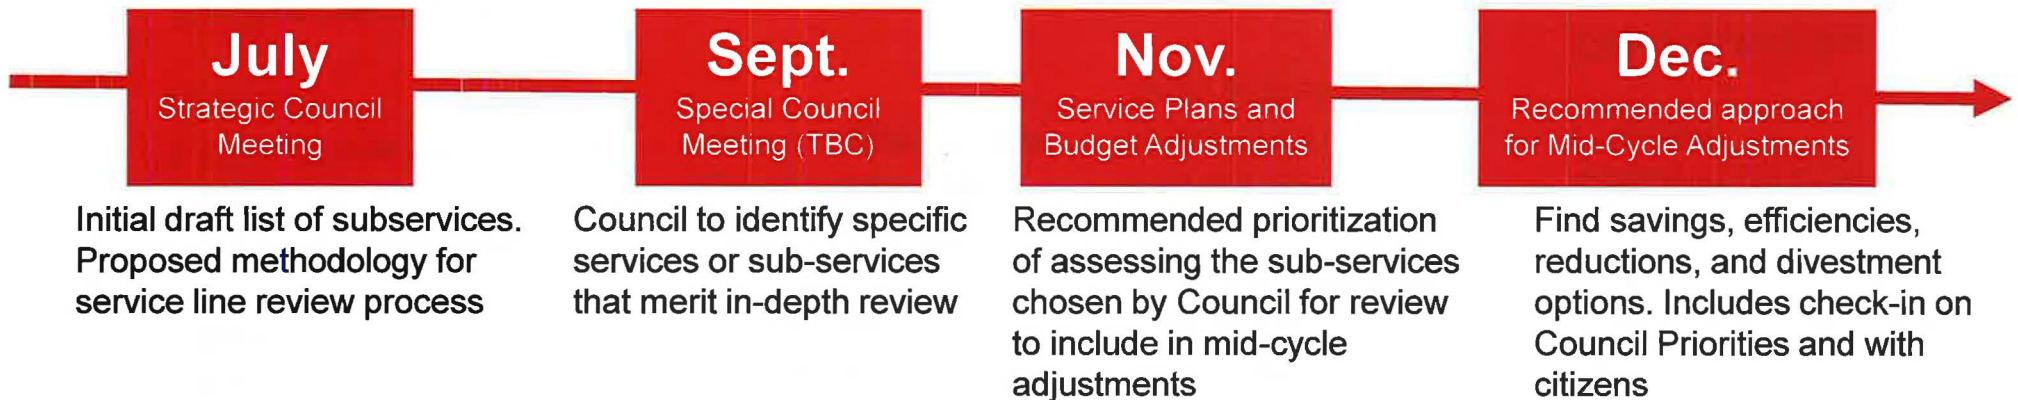 July
Strategic Council
Meeting
Initial draft list of subservices.
Proposed methodology for
service line review process
Sept.
Special Council
Meeting (TBC)
Council to identify specific
services or sub-services
that merit in-depth review
Nov.
Service Plans and
Budget Adjustments
Recommended prioritization
of assessing the sub-services
chosen by Council for review
to include in mid-cycle
adjustments
Dec.
Recommended approach
for Mid-Cycle Adjustments
Find savings, efficiencies,
reductions, and divestment
options. Includes check-in on
Council Priorities and with
citizens